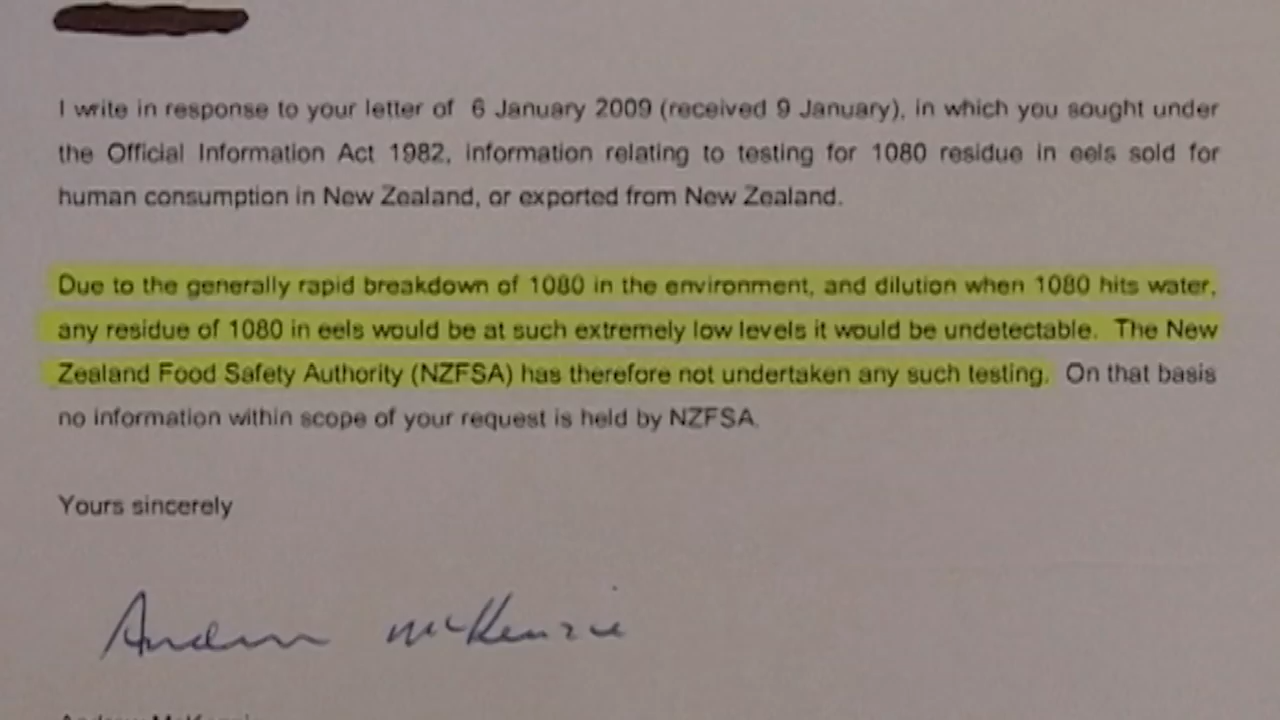 I write in response to your letter of 6 January 2009 (received 9 January), in which you sought under
the Official Information Act 1982, information relating to testing for 1080 residue in eels sold for
human consumption in New Zealand, or exported from New Zealand.
Due to the generally rapid breakdown of 1080 in the environment, and dilution when 1080 hits water,
any residue of 1080 in eels would be at such extremely low levels it would be undetectable. The New
Zealand Food Safety Authority (NZFSA) has therefore not undertaken any such testing. On that basis
no information within scope of your request is held by NZFSA.
Yours sincerely
Andrew McKenzie